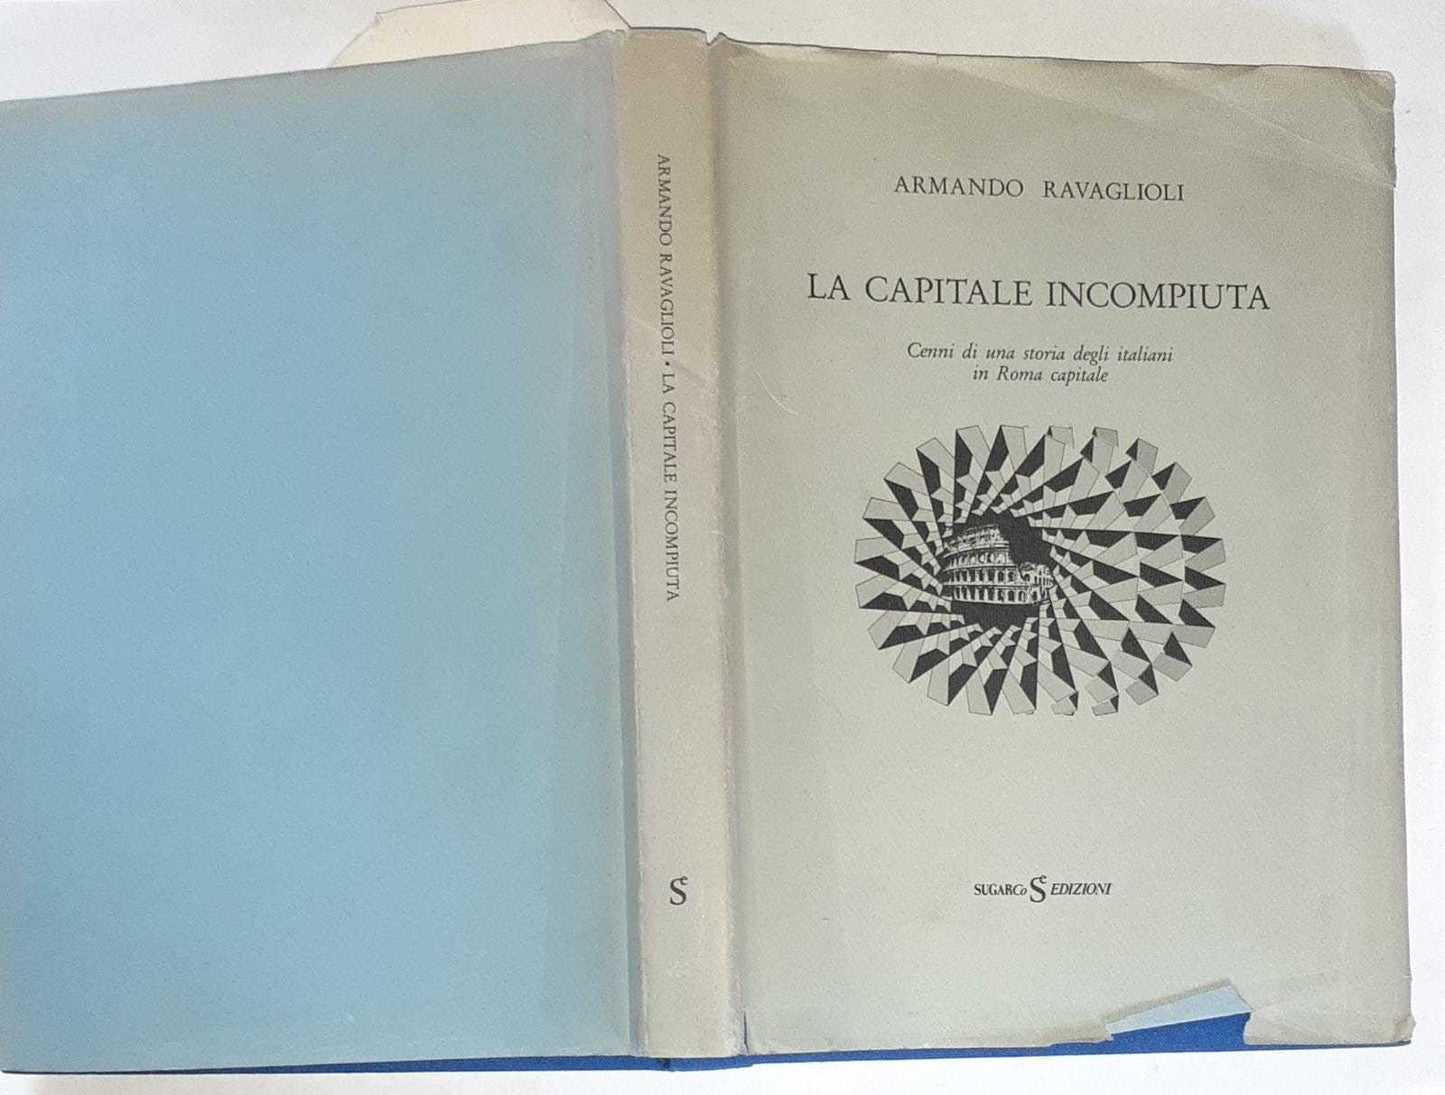 ARMANDO RAVAGLIOLI • LA CAPITALE INCOMPIUTA
S
ARMANDO RAVAGLIOLI
LA CAPITALE INCOMPIUTA
Cenni di una storia degli italiani
in Roma capitale
SUGARCo S EDIZIONI